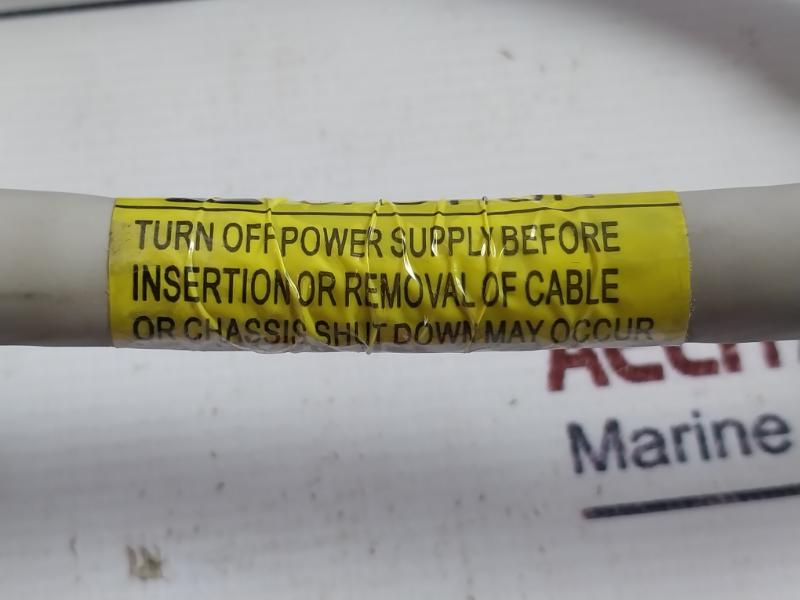 TURN OFF POWER SUPPLY BEFORE
INSERTION OR REMOVAL OF CABLE
OR CHASSIS SHUT DOWN MAY OCCUR
Marine